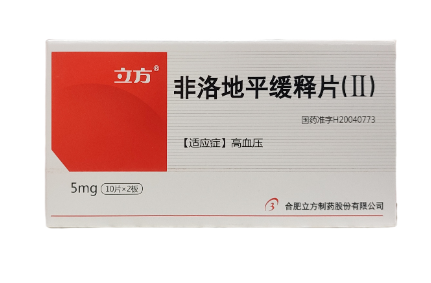 立方®
非洛地平缓释片(Ⅱ)
国药准字H20040773
【适应症】高血压
5mg 10片×2板
合肥立方制药股份有限公司